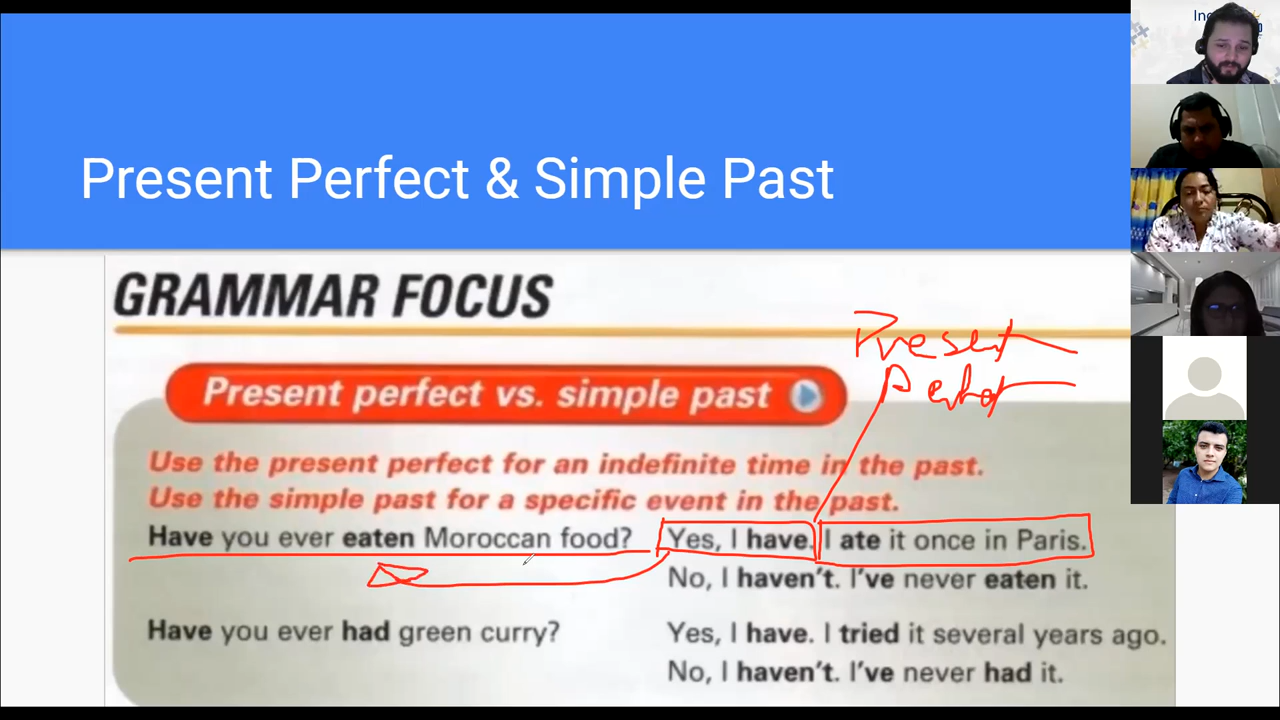 Present Perfect & Simple Past
GRAMMAR FOCUS
Present
Present perfect vs. simple past
Use the present perfect for an indefinite time in the past.
Use the simple past for a specific event in the past.
Have you ever eaten Moroccan food? Yes, I have. I ate it once in Paris.
No, I haven't. I've never eaten it.
Have you ever had green curry? Yes, I have. I tried it several years ago.
No, I haven't. I've never had it.